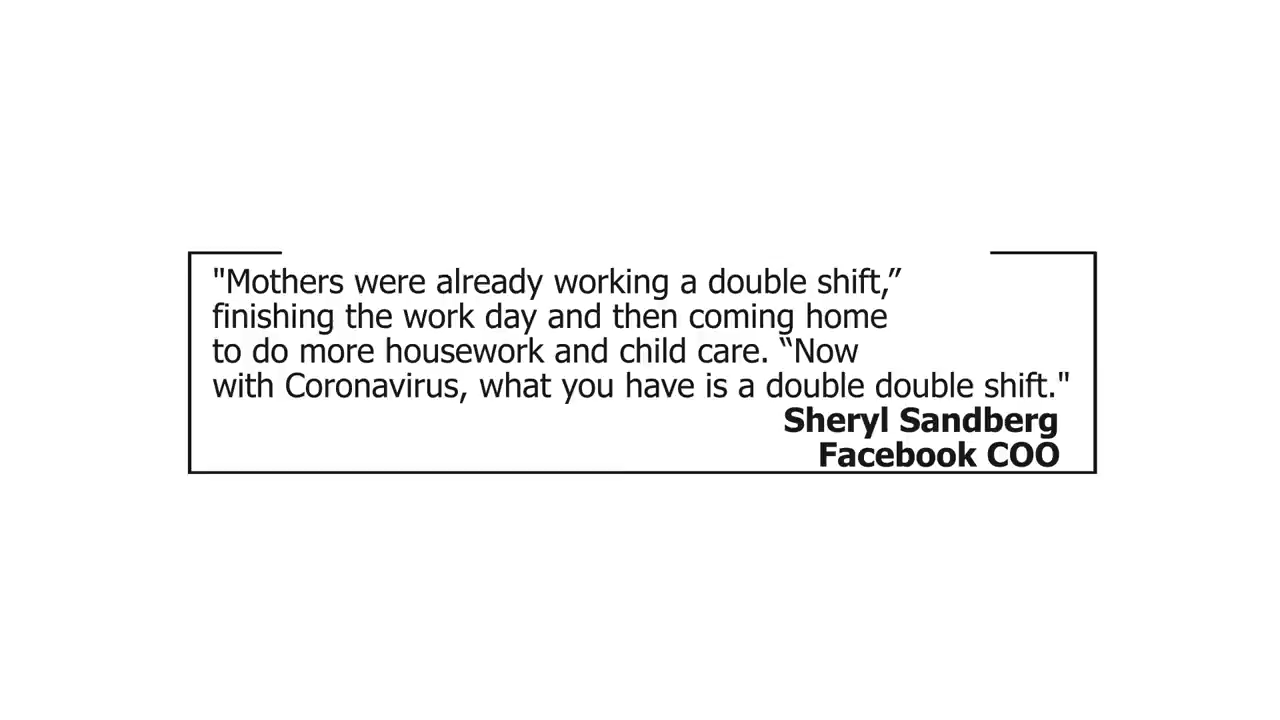 "Mothers were already working a double shift,”
finishing the work day and then coming home
to do more housework and child care. “Now
with Coronavirus, what you have is a double double shift."
Sheryl Sandberg
Facebook COO